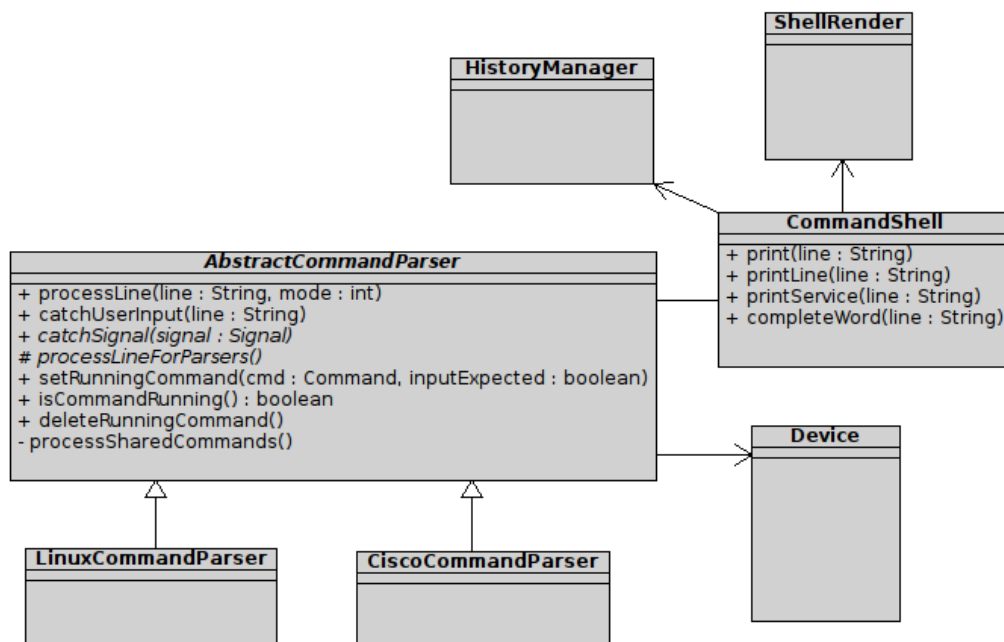 ShellRender
HistoryManager
CommandShell
+ print(line : String)
+ printLine(line : String)
+ printService(line : String)
+ completeWord(line : String)
AbstractCommandParser
+ processLine(line : String, mode : int)
+ catchUserInput(line : String)
+ catchSignal(signal : Signal)
# processLineForParsers()
+ setRunningCommand(cmd : Command, inputExpected : boolean)
+ isCommandRunning() : boolean
+ deleteRunningCommand()
- processSharedCommands()
Device
LinuxCommandParser
CiscoCommandParser